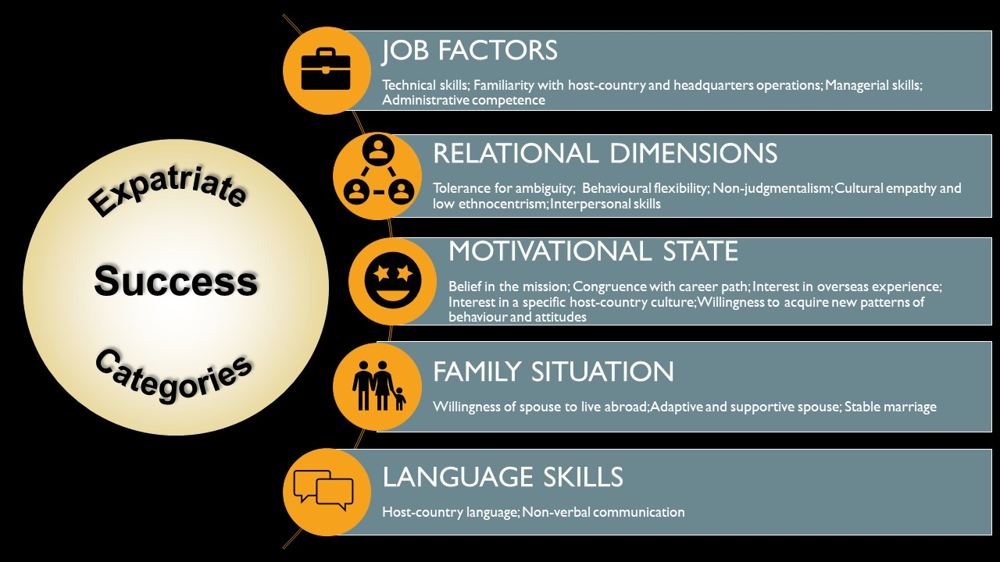 Expatriate
Success
Categories
JOB FACTORS
Technical skills; Familiarity with host-country and headquarters operations; Managerial skills;
Administrative competence
RELATIONAL DIMENSIONS
Tolerance for ambiguity;  Behavioural flexibility; Non-judgmentalism; Cultural empathy and
low ethnocentrism; Interpersonal skills
MOTIVATIONAL STATE
Belief in the mission; Congruence with career path; Interest in overseas experience;
Interest in a specific host-country culture; Willingness to acquire new patterns of
behaviour and attitudes
FAMILY SITUATION
Willingness of spouse to live abroad; Adaptive and supportive spouse; Stable marriage
LANGUAGE SKILLS
Host-country language; Non-verbal communication